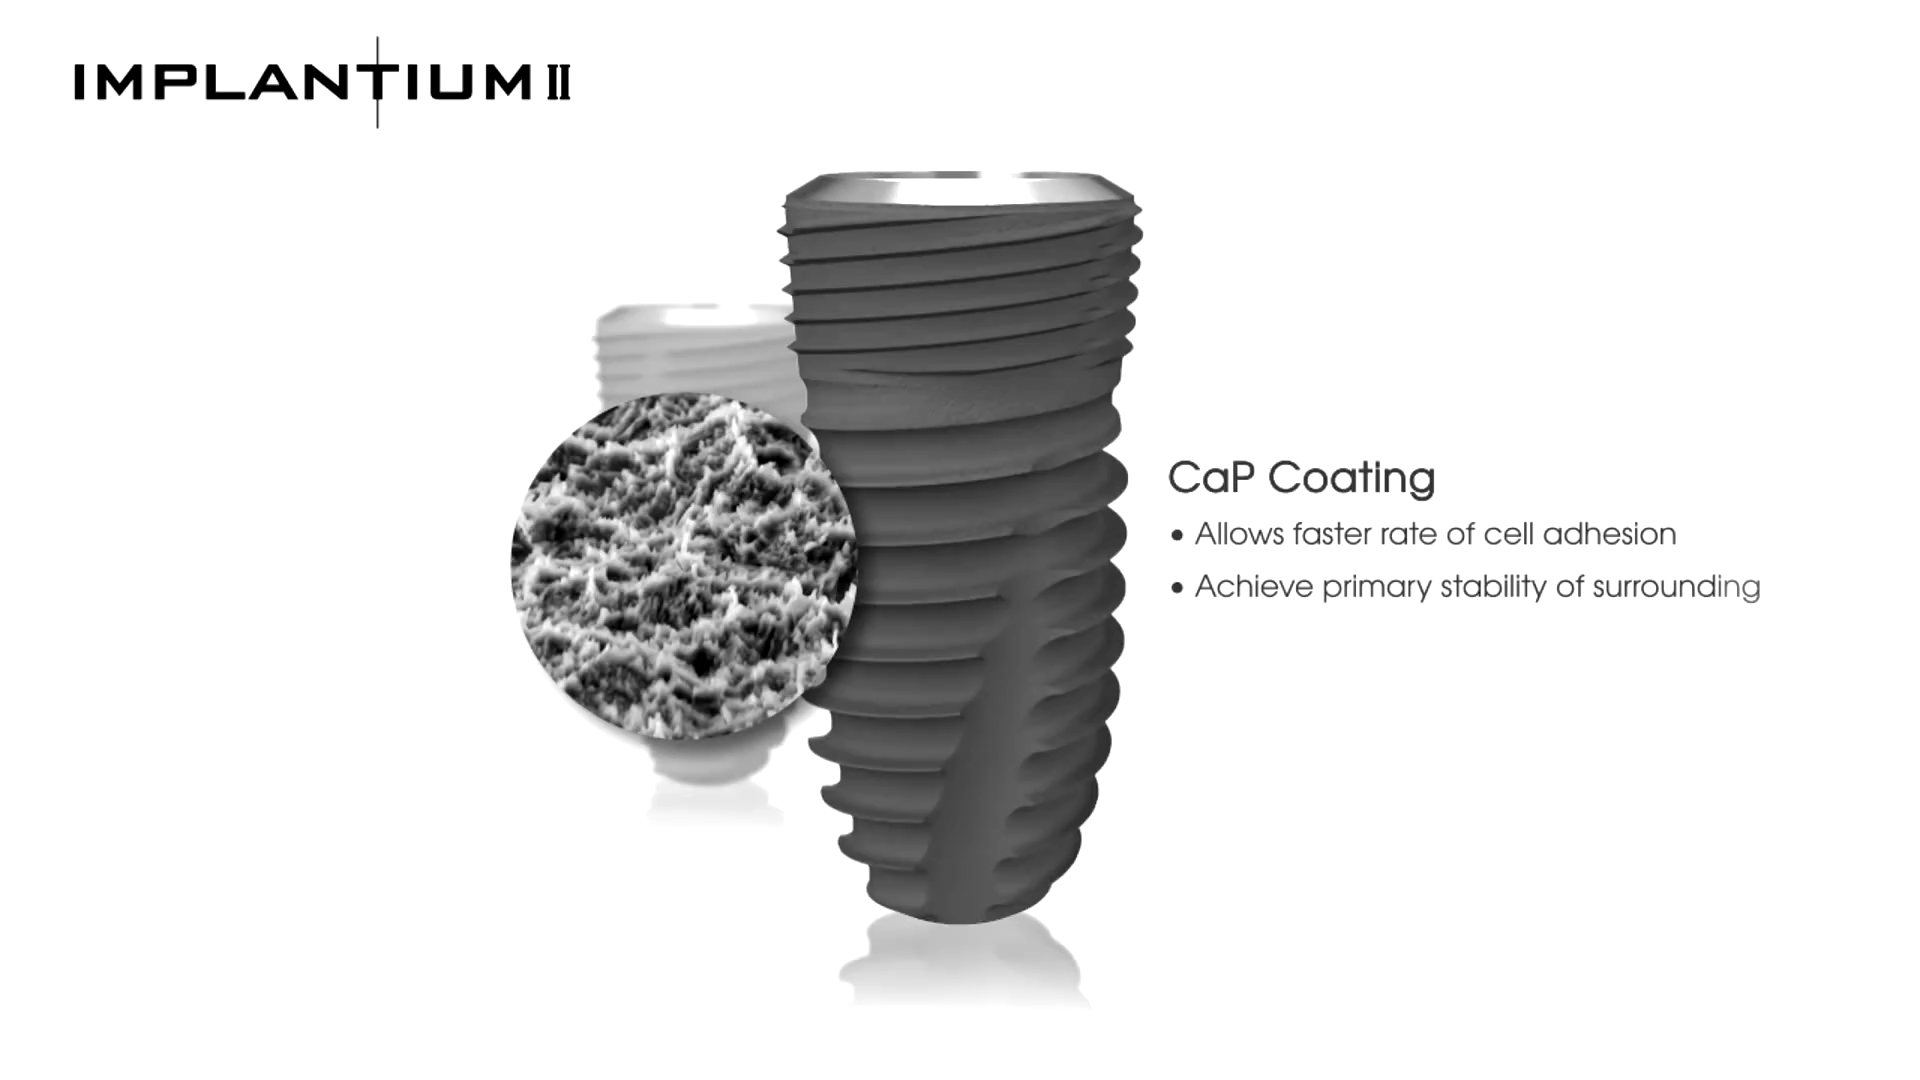 IMPLANTIUM II
CaP Coating
• Allows faster rate of cell adhesion
• Achieve primary stability of surrounding